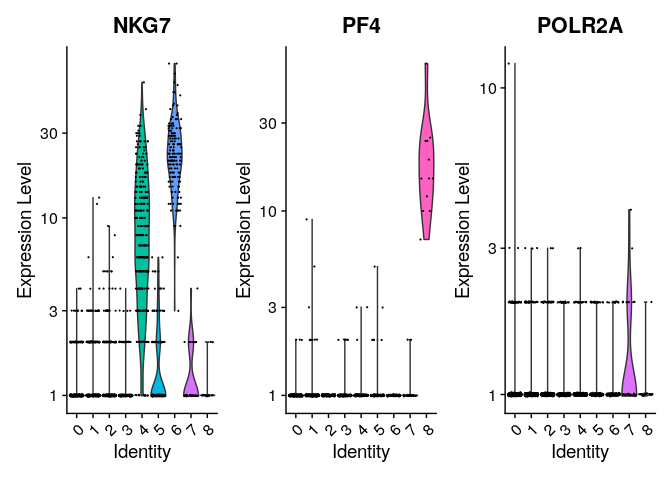 NKG7
PF4
POLR2A
Expression Level
30
10
3
1
0 1 2 3 4 5 6 7 8
Identity
Expression Level
30
10
3
1
0 1 2 3 4 5 6 7 8
Identity
Expression Level
10
3
1
0 1 2 3 4 5 6 7 8
Identity